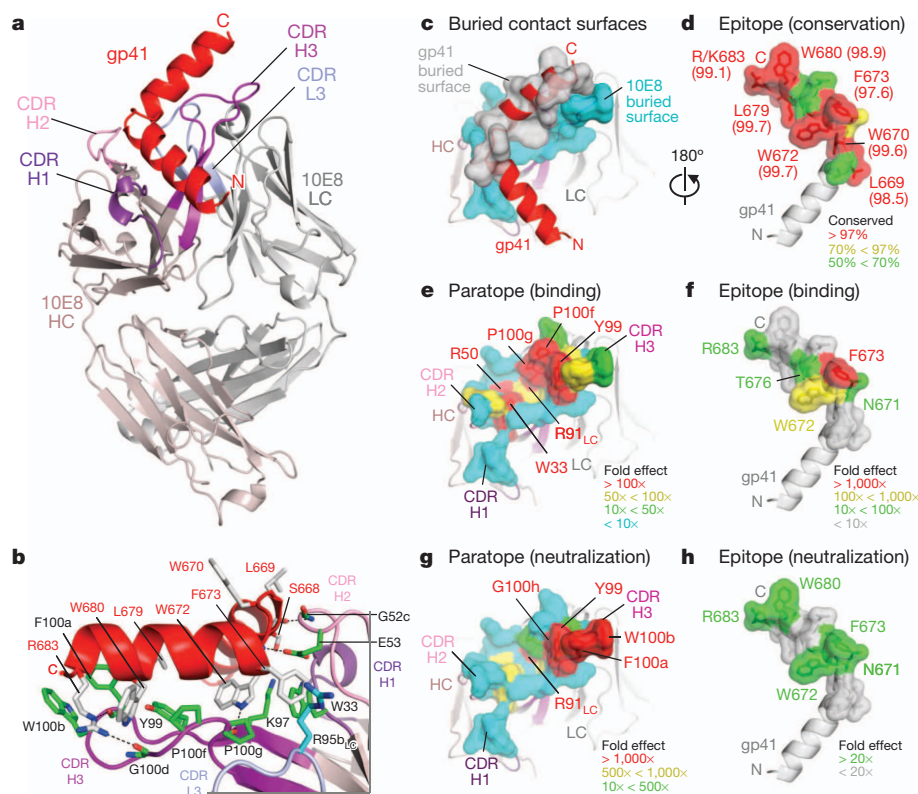 a
C
gp41
CDR
H3
CDR
L3
CDR
H2
CDR
H1
N
10E8
LC
10E8
HC
b
W670
L669
F673
S668
CDR
H2
W672
L679
W680
F100a
R683
C
G52c
E53
CDR
H1
W33
K97
R95b LC
W100b
Y99
G100d
P100f
P100g
CDR
H3
CDR
L3
c Buried contact surfaces
gp41
buried
surface
C
10E8
buried
surface
HC
LC
gp41
N
180º
d Epitope (conservation)
R/K683
(99.1)
C
W680 (98.9)
F673
(97.6)
L679
(99.7)
W670
(99.6)
W672
(99.7)
L669
(98.5)
gp41
N
Conserved
> 97%
70% < 97%
50% < 70%
e Paratope (binding)
P100f
P100g
Y99
R50
CDR
H3
CDR
H2
HC
R91LC
LC
W33
CDR
H1
Fold effect
> 100×
50× < 100×
10× < 50×
< 10×
f Epitope (binding)
C
R683
F673
T676
N671
W672
gp41
N
Fold effect
> 1,000×
100× < 1,000×
10× < 100×
< 10×
g Paratope (neutralization)
G100h
Y99
CDR
H3
W100b
F100a
CDR
H2
HC
R91LC
LC
CDR
H1
Fold effect
> 1,000×
500× < 1,000×
10× < 500×
h Epitope (neutralization)
W680
C
R683
F673
N671
W672
gp41
N
Fold effect
> 20×
< 20×